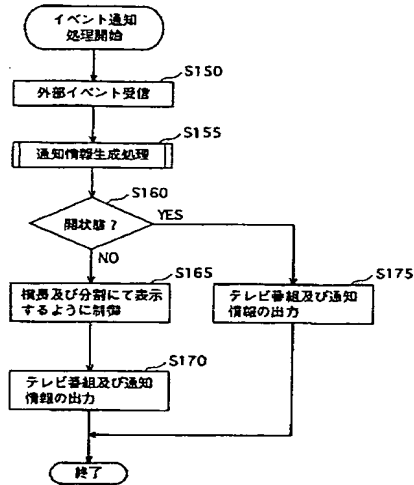 イベント通知
処理開始
S150
外部イベント受信
S155
通知情報生成処理
S160
開状態?
YES
NO
S165
横長及び分割にて表示
するように制御
S175
テレビ番組及び通知
情報の出力
S170
テレビ番組及び通知
情報の出力
終了